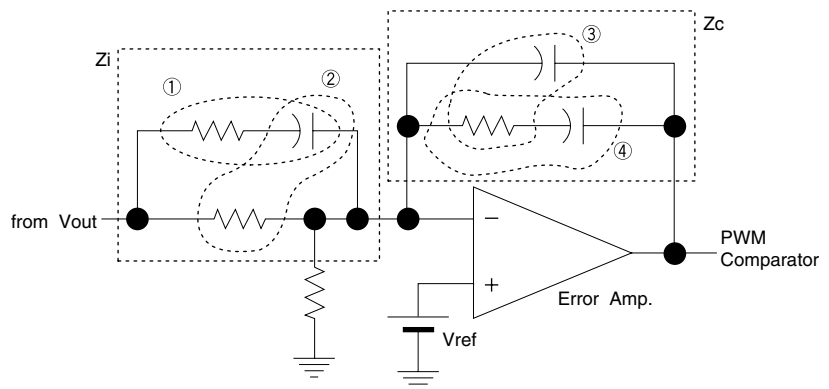 Zc
③
Zi
①
②
④
from Vout
−
+
Error Amp.
PWM
Comparator
Vref